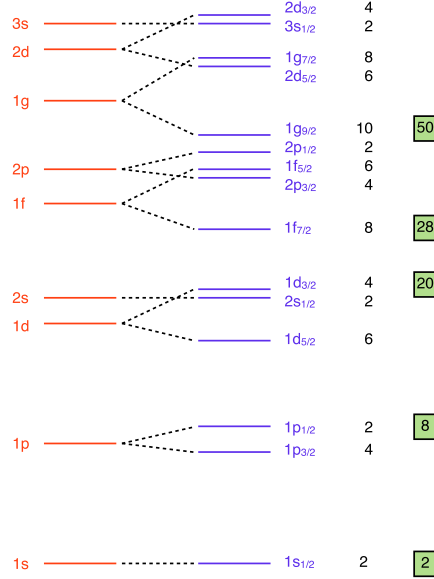 2d3/2 4
3s 3s1/2 2
2d 1g7/2 8
2d5/2 6
1g
1g9/2 10 50
2p1/2 2
2p 1f5/2 6
2p3/2 4
1f
1f7/2 8 28
1d3/2 4 20
2s 2s1/2 2
1d
1d5/2 6
1p1/2 2 8
1p 1p3/2 4
1s 1s1/2 2 2